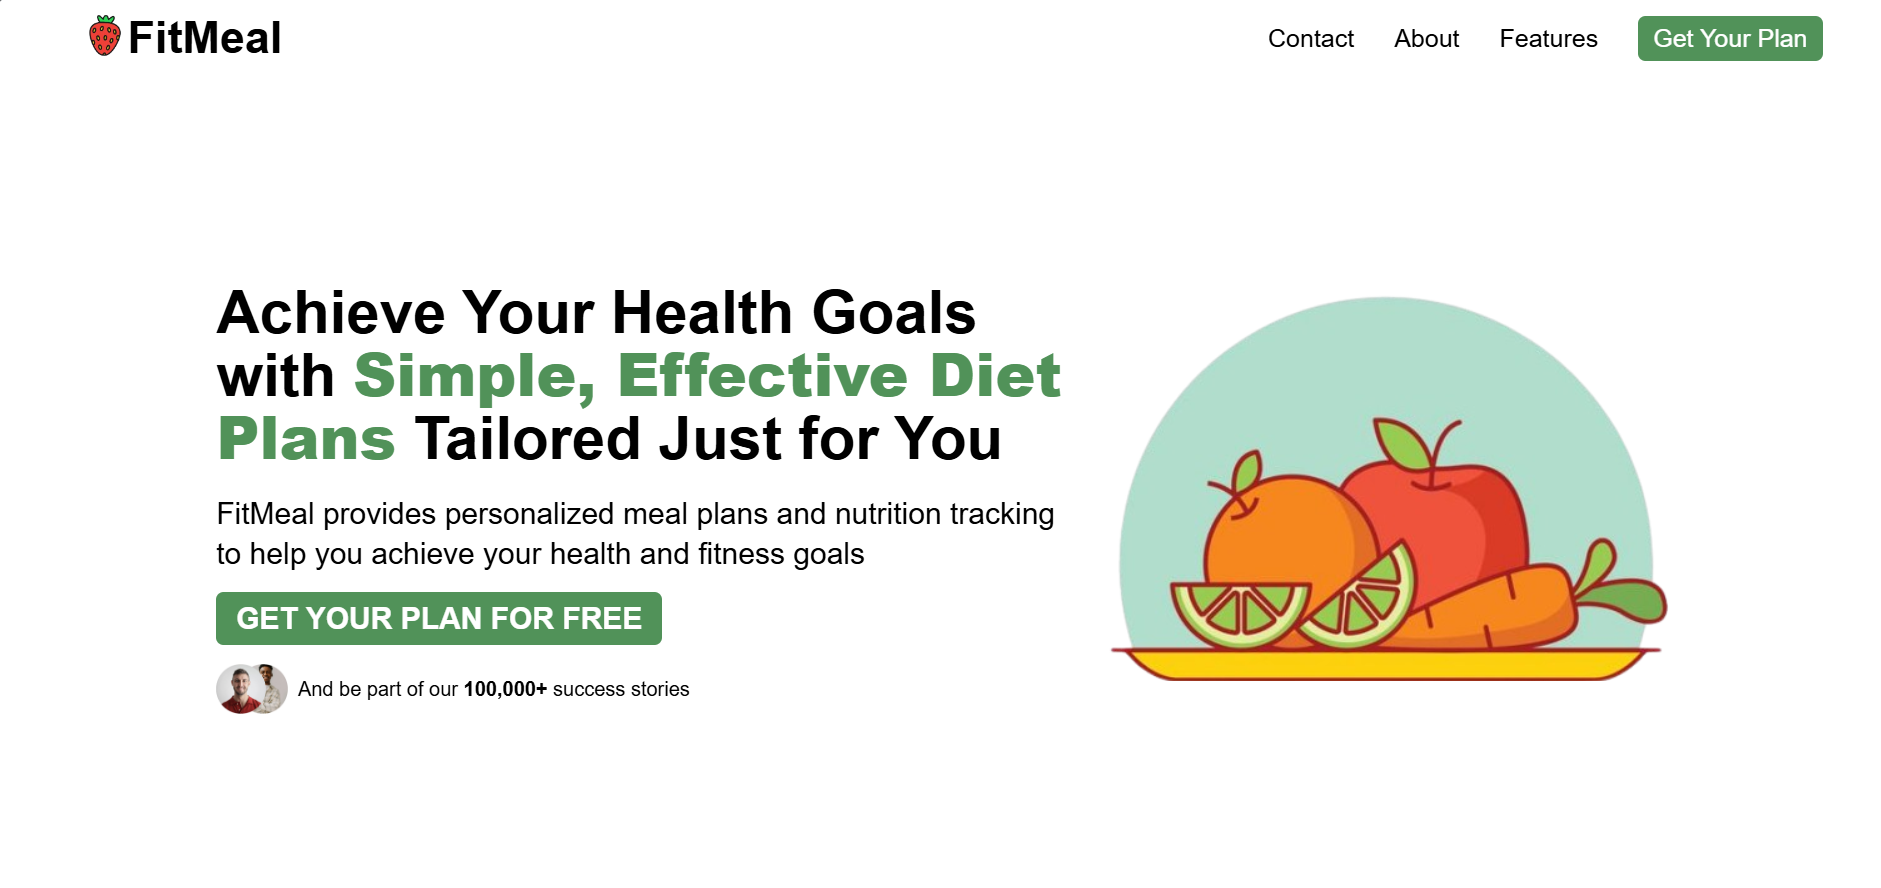 FitMeal
Contact
About
Features
Get Your Plan
Achieve Your Health Goals
with Simple, Effective Diet
Plans Tailored Just for You
FitMeal provides personalized meal plans and nutrition tracking
to help you achieve your health and fitness goals
GET YOUR PLAN FOR FREE
And be part of our 100,000+ success stories